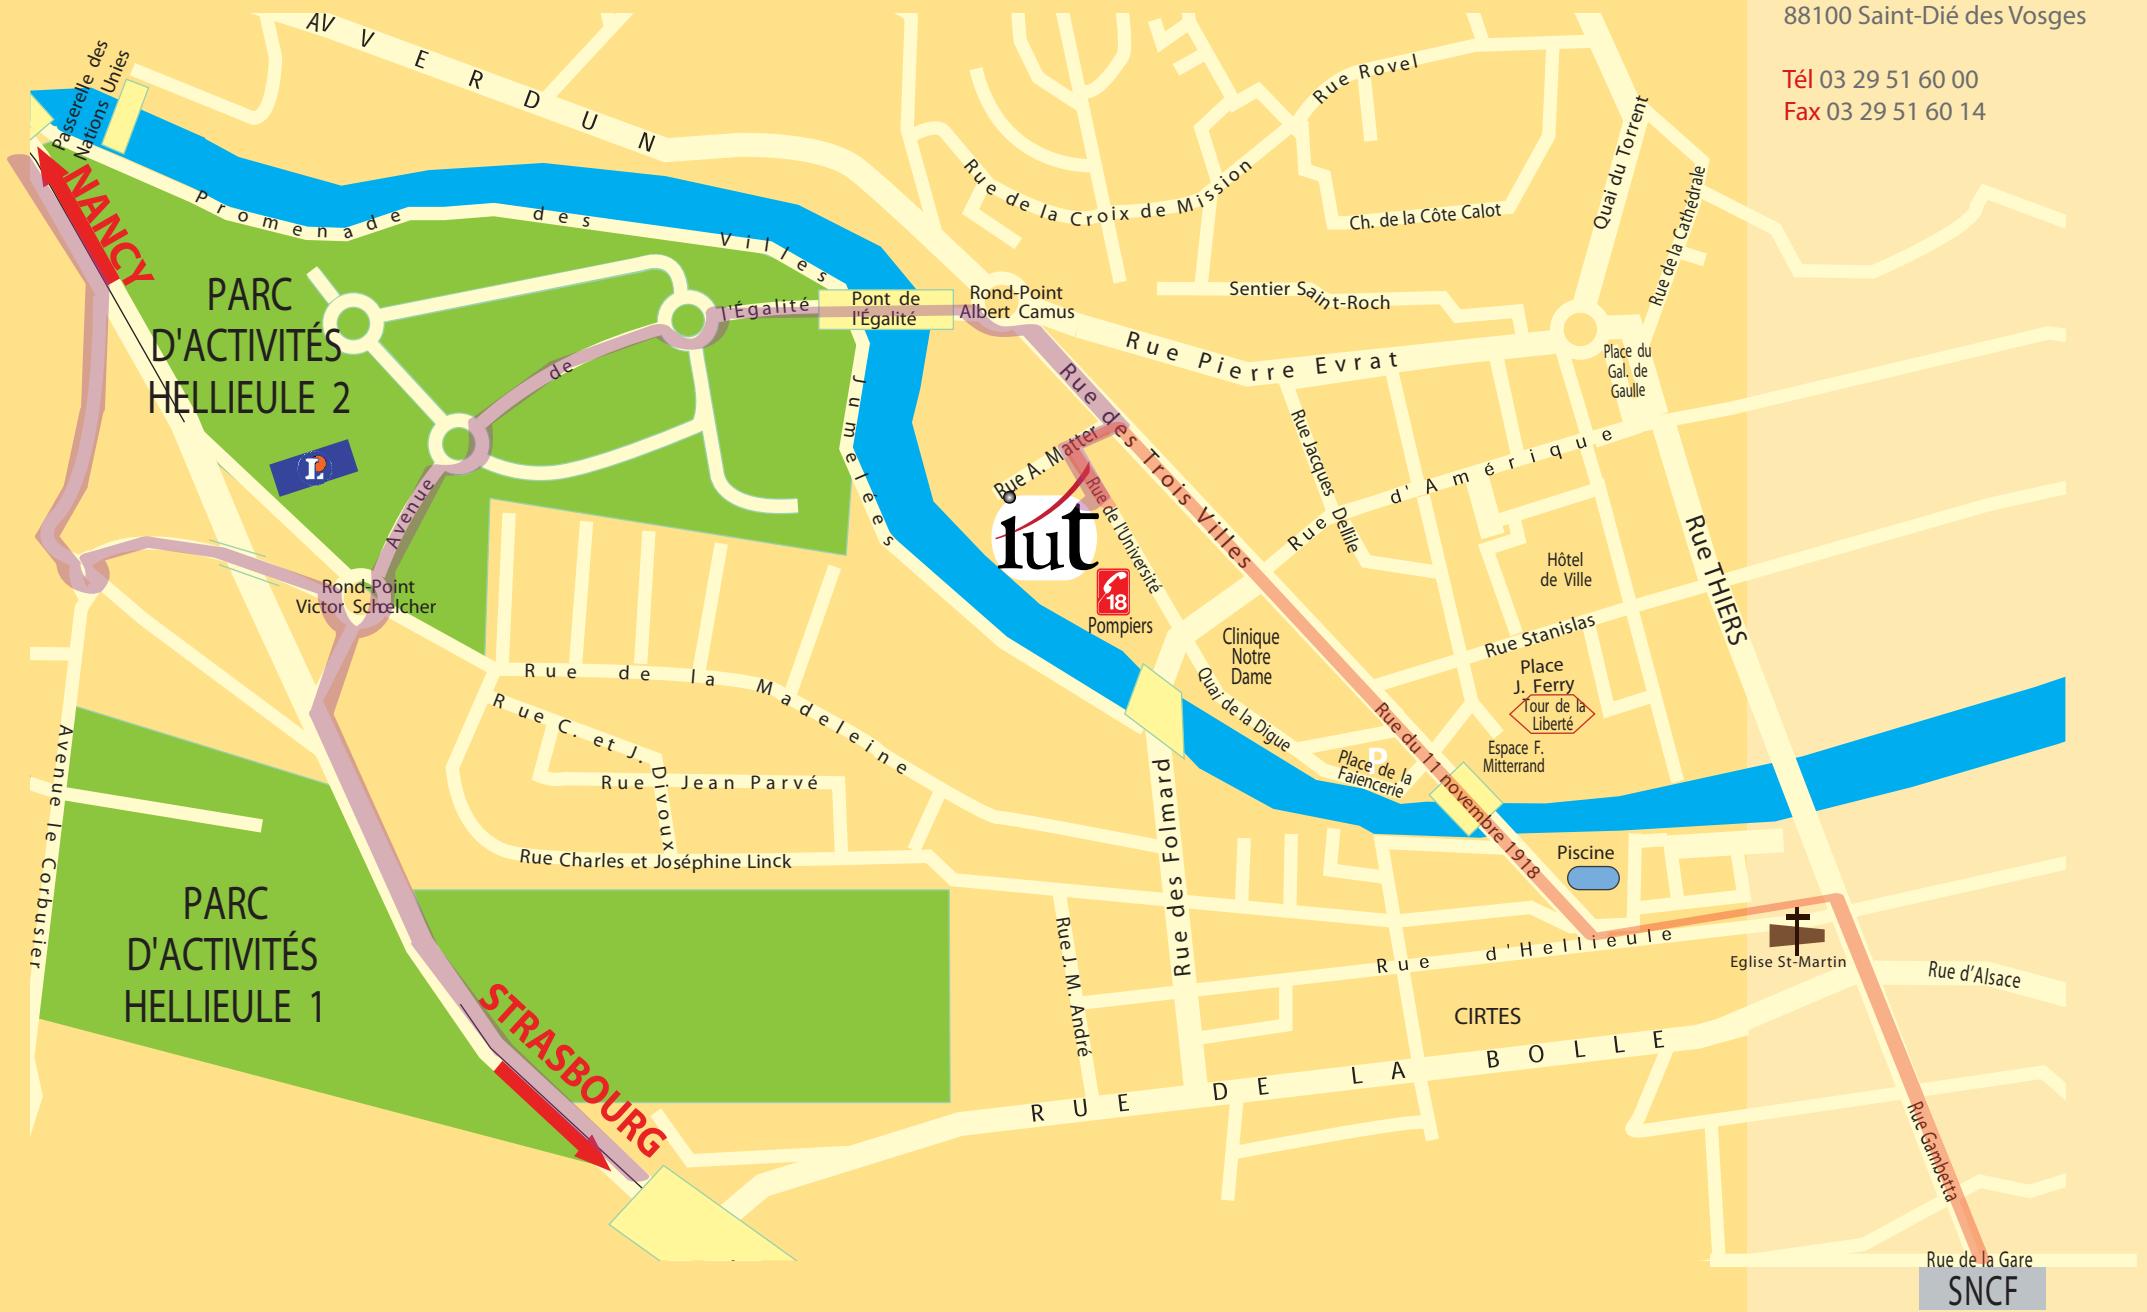 88100 Saint-Dié des Vosges
Tél 03 29 51 60 00
Fax 03 29 51 60 14
AV VERDUN
Passerelle des
Nations Unies
NANCY
Promenade des Villes Jumelées
PARC
D'ACTIVITÉS
HELLIEULE 2
L
Avenue de l'Égalité
Pont de
l'Égalité
Rond-Point
Albert Camus
Rond-Point
Victor Schœlcher
Rue Rovel
Rue de la Croix de Mission
Ch. de la Côte Calot
Sentier Saint-Roch
Quai du Torrent
Rue de la Cathédrale
Place du
Gal. de
Gaulle
Rue Pierre Evrat
Rue des Trois Villes
Rue A. Matter
Rue de l'Université
iut
18
Pompiers
Rue Jacques Delille
Rue d'Amérique
Rue THIERS
Hôtel
de Ville
Rue Stanislas
Clinique
Notre
Dame
Quai de la Digue
Place
J. Ferry
Tour de la
Liberté
Espace F.
Mitterrand
P
Place de la
Faiencerie
Rue du 11 novembre 1918
Piscine
Rue de la Madeleine
Rue C. et J. Divoux
Rue Jean Parvé
Rue Charles et Joséphine Linck
Rue des Folmard
Avenue le Corbusier
PARC
D'ACTIVITÉS
HELLIEULE 1
STRASBOURG
Rue J. M. André
Rue d'Hellieule
Eglise St-Martin
Rue d'Alsace
CIRTES
RUE DE LA BOLLE
Rue Gambetta
Rue de la Gare
SNCF